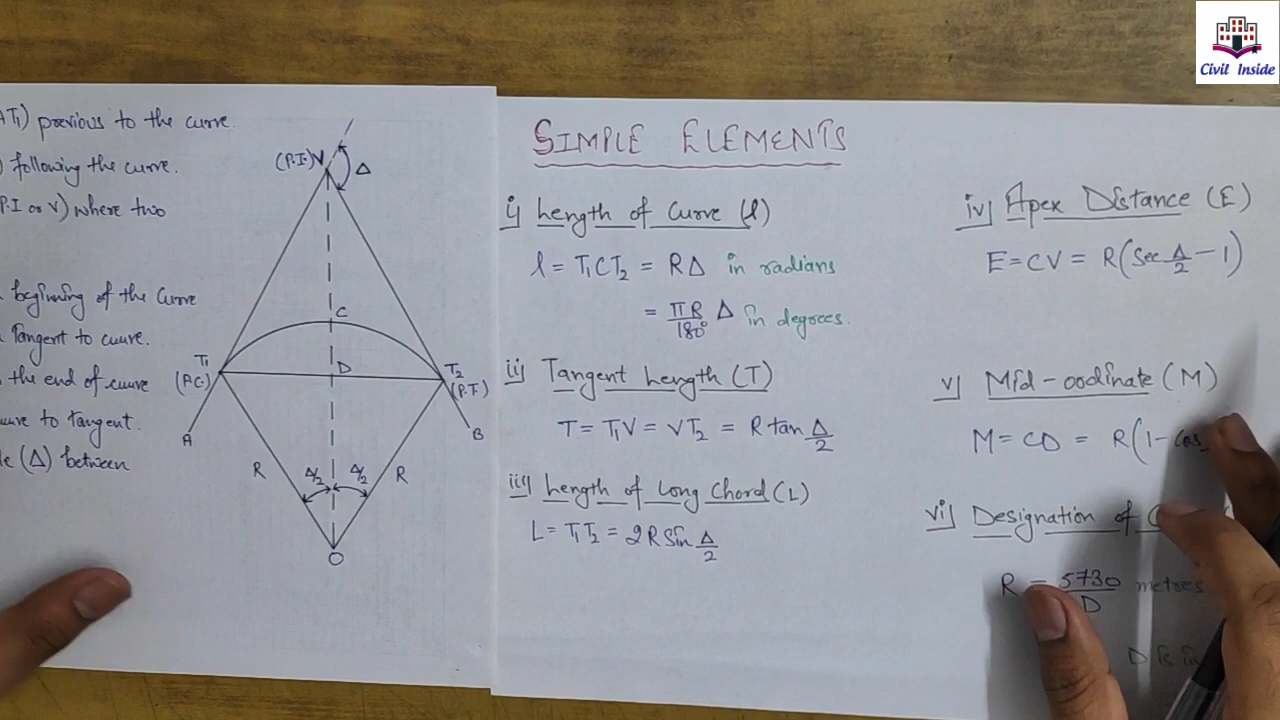 Civil Inside
T1) previous to the curve.
) following the curve.
P.I or V) where two
beginning of the curve
Tangent to curve.
the end of curve
curve to tangent.
le (Δ) between
(P.I) V
Δ
C
T1
(P.C)
D
T2
(P.T)
A
B
R
Δ/2
Δ/2
R
O
SIMPLE ELEMENTS
i) Length of Curve (l)
l = T1CT2 = RΔ in radians
= πR/180° Δ in degrees.
ii) Tangent Length (T)
T = T1V = VT2 = R tan Δ/2
iii) Length of Long Chord (L)
L = T1T2 = 2R Sin Δ/2
iv) Apex Distance (E)
E = CV = R(Sec Δ/2 - 1)
v) Mid-oodinate (M)
M = CD = R(1 - Cos
vi) Designation of C
R = 5730/D metres
D is in